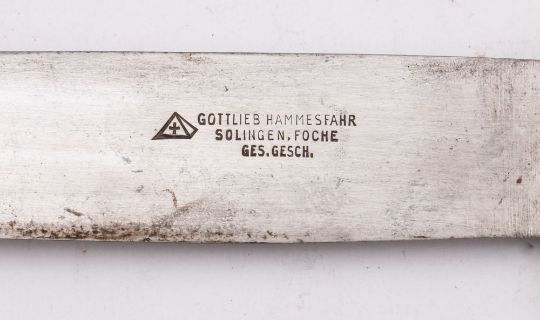 GOTTLIEB HAMMESFAHR
SOLINGEN, FOCHE
GES. GESCH.